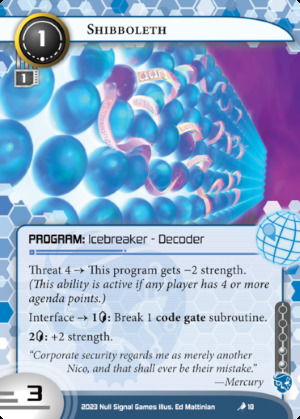 1
Shibboleth
1
PROGRAM: Icebreaker - Decoder
Threat 4 → This program gets −2 strength.
(This ability is active if any player has 4 or more
agenda points.)
Interface → 1: Break 1 code gate subroutine.
2: +2 strength.
“Corporate security regards me as merely another
Nico, and that shall ever be their mistake.”
—Mercury
3
2023 Null Signal Games Illus. Ed Mattinian
10